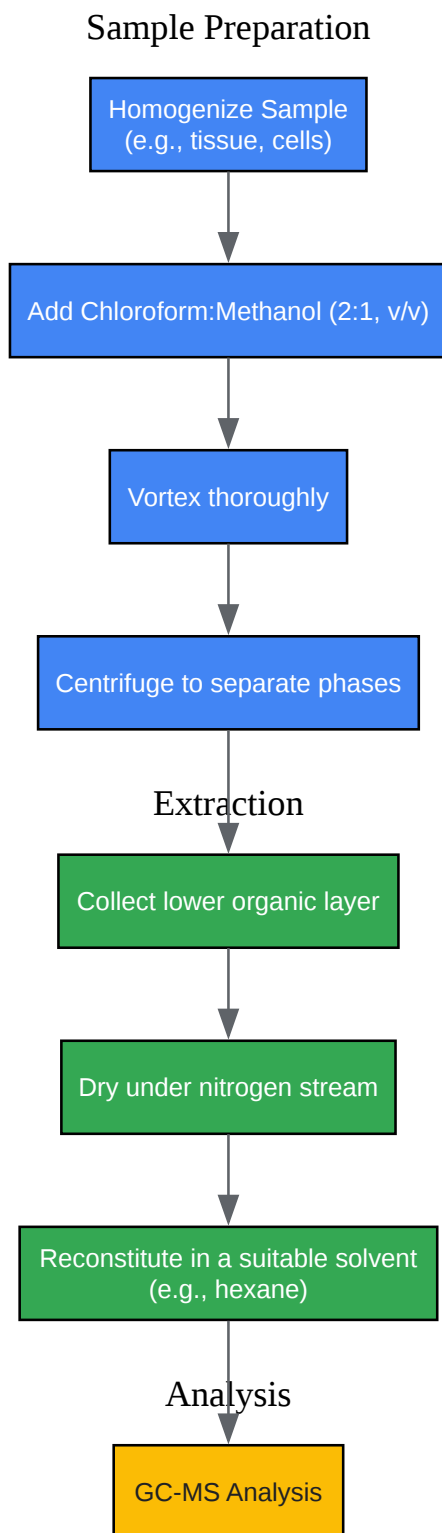 Sample Preparation
Homogenize Sample
(e.g., tissue, cells)
Add Chloroform:Methanol (2:1, v/v)
Vortex thoroughly
Centrifuge to separate phases
Extraction
Collect lower organic layer
Dry under nitrogen stream
Reconstitute in a suitable solvent
(e.g., hexane)
Analysis
GC-MS Analysis